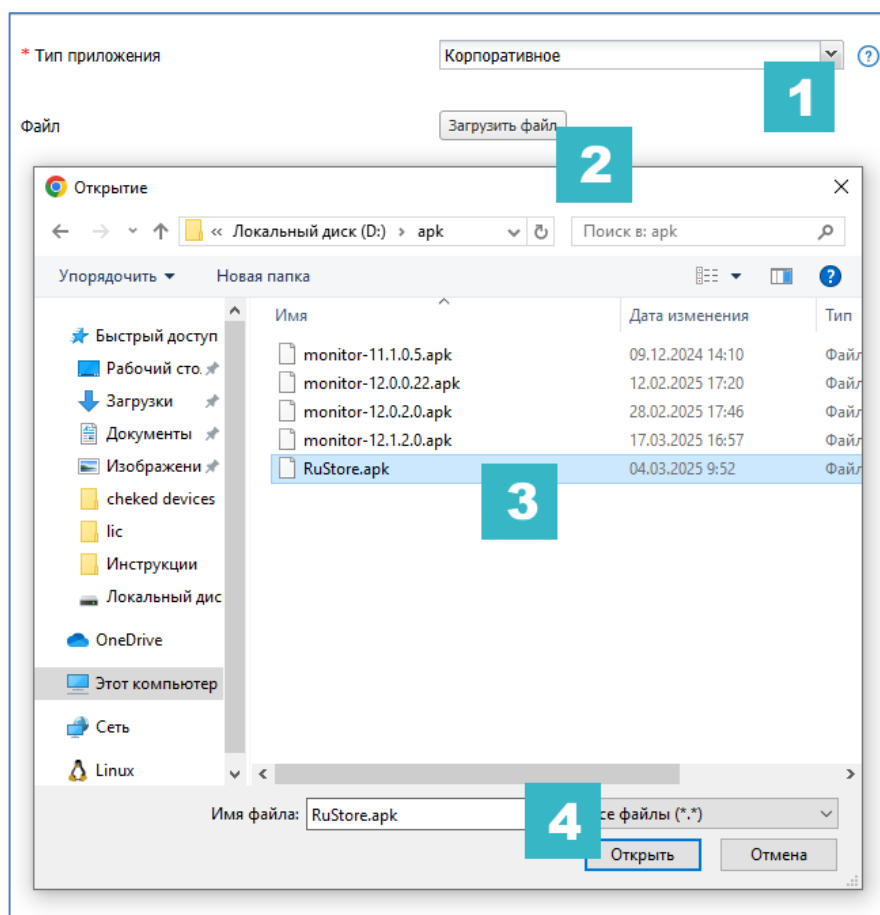 * Тип приложения Корпоративное ?
1
Файл Загрузить файл
2
Открытие
« Локальный диск (D:) › apk Поиск в: apk
Упорядочить Новая папка ?
Имя Дата изменения Тип
Быстрый доступ
Рабочий сто.
Загрузки
Документы
Изображени
cheked devices
lic
Инструкции
Локальный дис
OneDrive
Этот компьютер
Сеть
Linux
monitor-11.1.0.5.apk 09.12.2024 14:10 Файл
monitor-12.0.0.22.apk 12.02.2025 17:20 Файл
monitor-12.0.2.0.apk 28.02.2025 17:46 Файл
monitor-12.1.2.0.apk 17.03.2025 16:57 Файл
RuStore.apk 04.03.2025 9:52 Файл
3
Имя файла: RuStore.apk се файлы (*.*)
4
Открыть Отмена